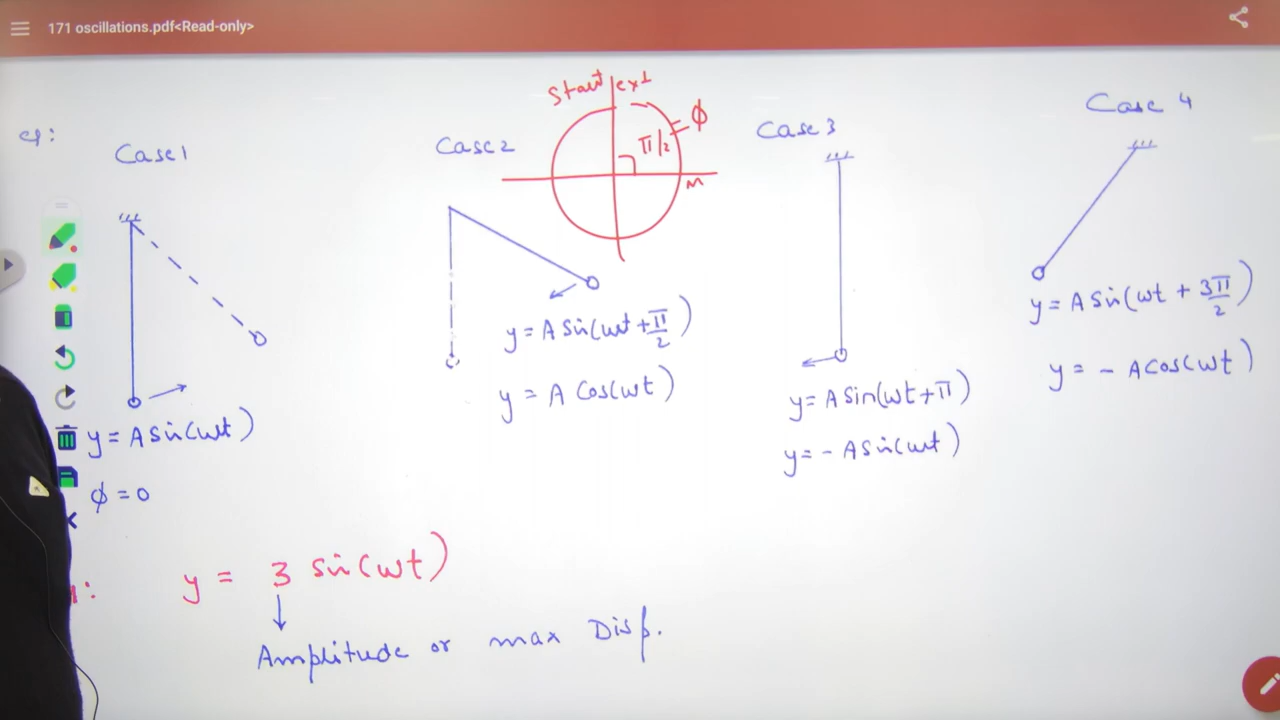 171 oscillations.pdf<Read-only>
eg:
Case 1
y = A sin(ωt)
ϕ = 0
Case 2
Start ext
π/2 = ϕ
M
y = A sin(ωt + π/2)
y = A cos(ωt)
Case 3
y = A sin(ωt + π)
y = - A sin(ωt)
Case 4
y = A sin(ωt + 3π/2)
y = - A cos(ωt)
y = 3 sin(ωt)
Amplitude or max Disp.